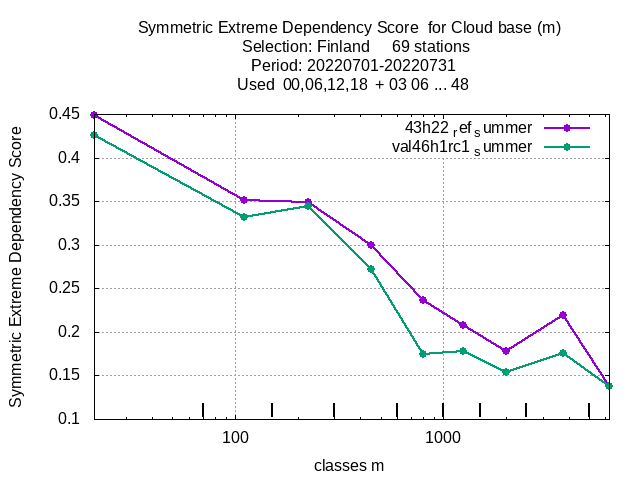 Symmetric Extreme Dependency Score for Cloud base (m)
Selection: Finland 69 stations
Period: 20220701-20220731
Used 00,06,12,18 + 03 06 ... 48
43h22 refsummer
val46h1rc1 summer
Symmetric Extreme Dependency Score
0.45
0.4
0.35
0.3
0.25
0.2
0.15
0.1
100 1000
classes m